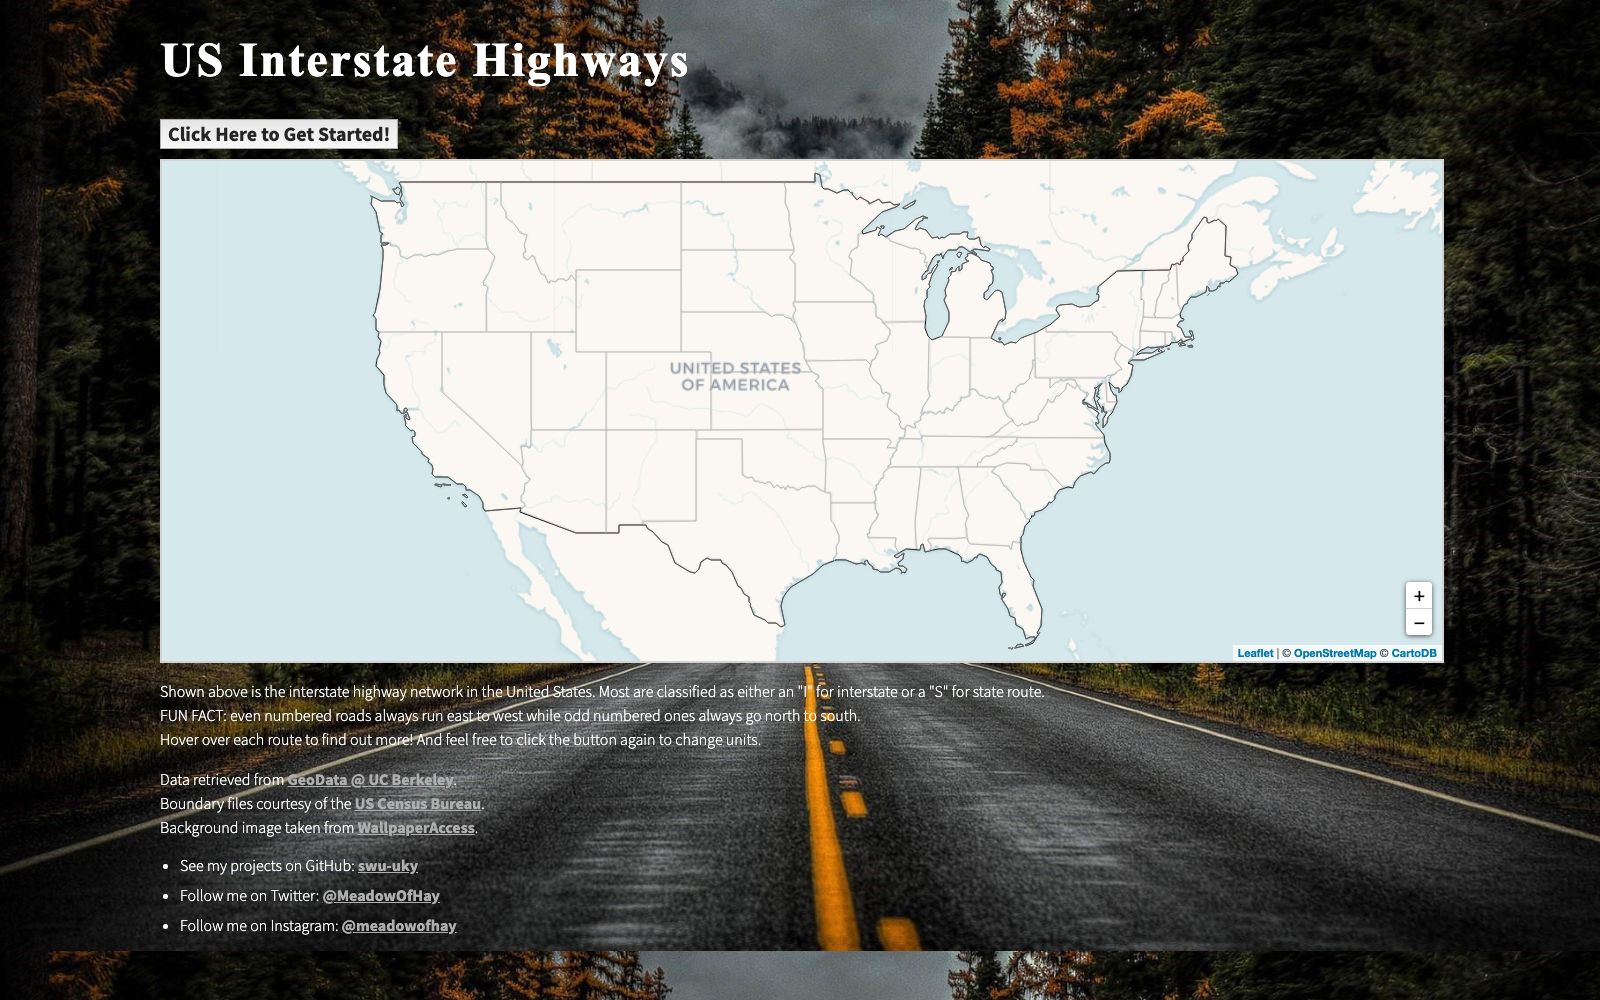 US Interstate Highways
Click Here to Get Started!
UNITED STATES
OF AMERICA
+
−
Leaflet | © OpenStreetMap © CartoDB
Shown above is the interstate highway network in the United States. Most are classified as either an "I" for interstate or a "S" for state route.
FUN FACT: even numbered roads always run east to west while odd numbered ones always go north to south.
Hover over each route to find out more! And feel free to click the button again to change units.
Data retrieved from GeoData @ UC Berkeley.
Boundary files courtesy of the US Census Bureau.
Background image taken from WallpaperAccess.
• See my projects on GitHub: swu-uky
• Follow me on Twitter: @MeadowOfHay
• Follow me on Instagram: @meadowofhay